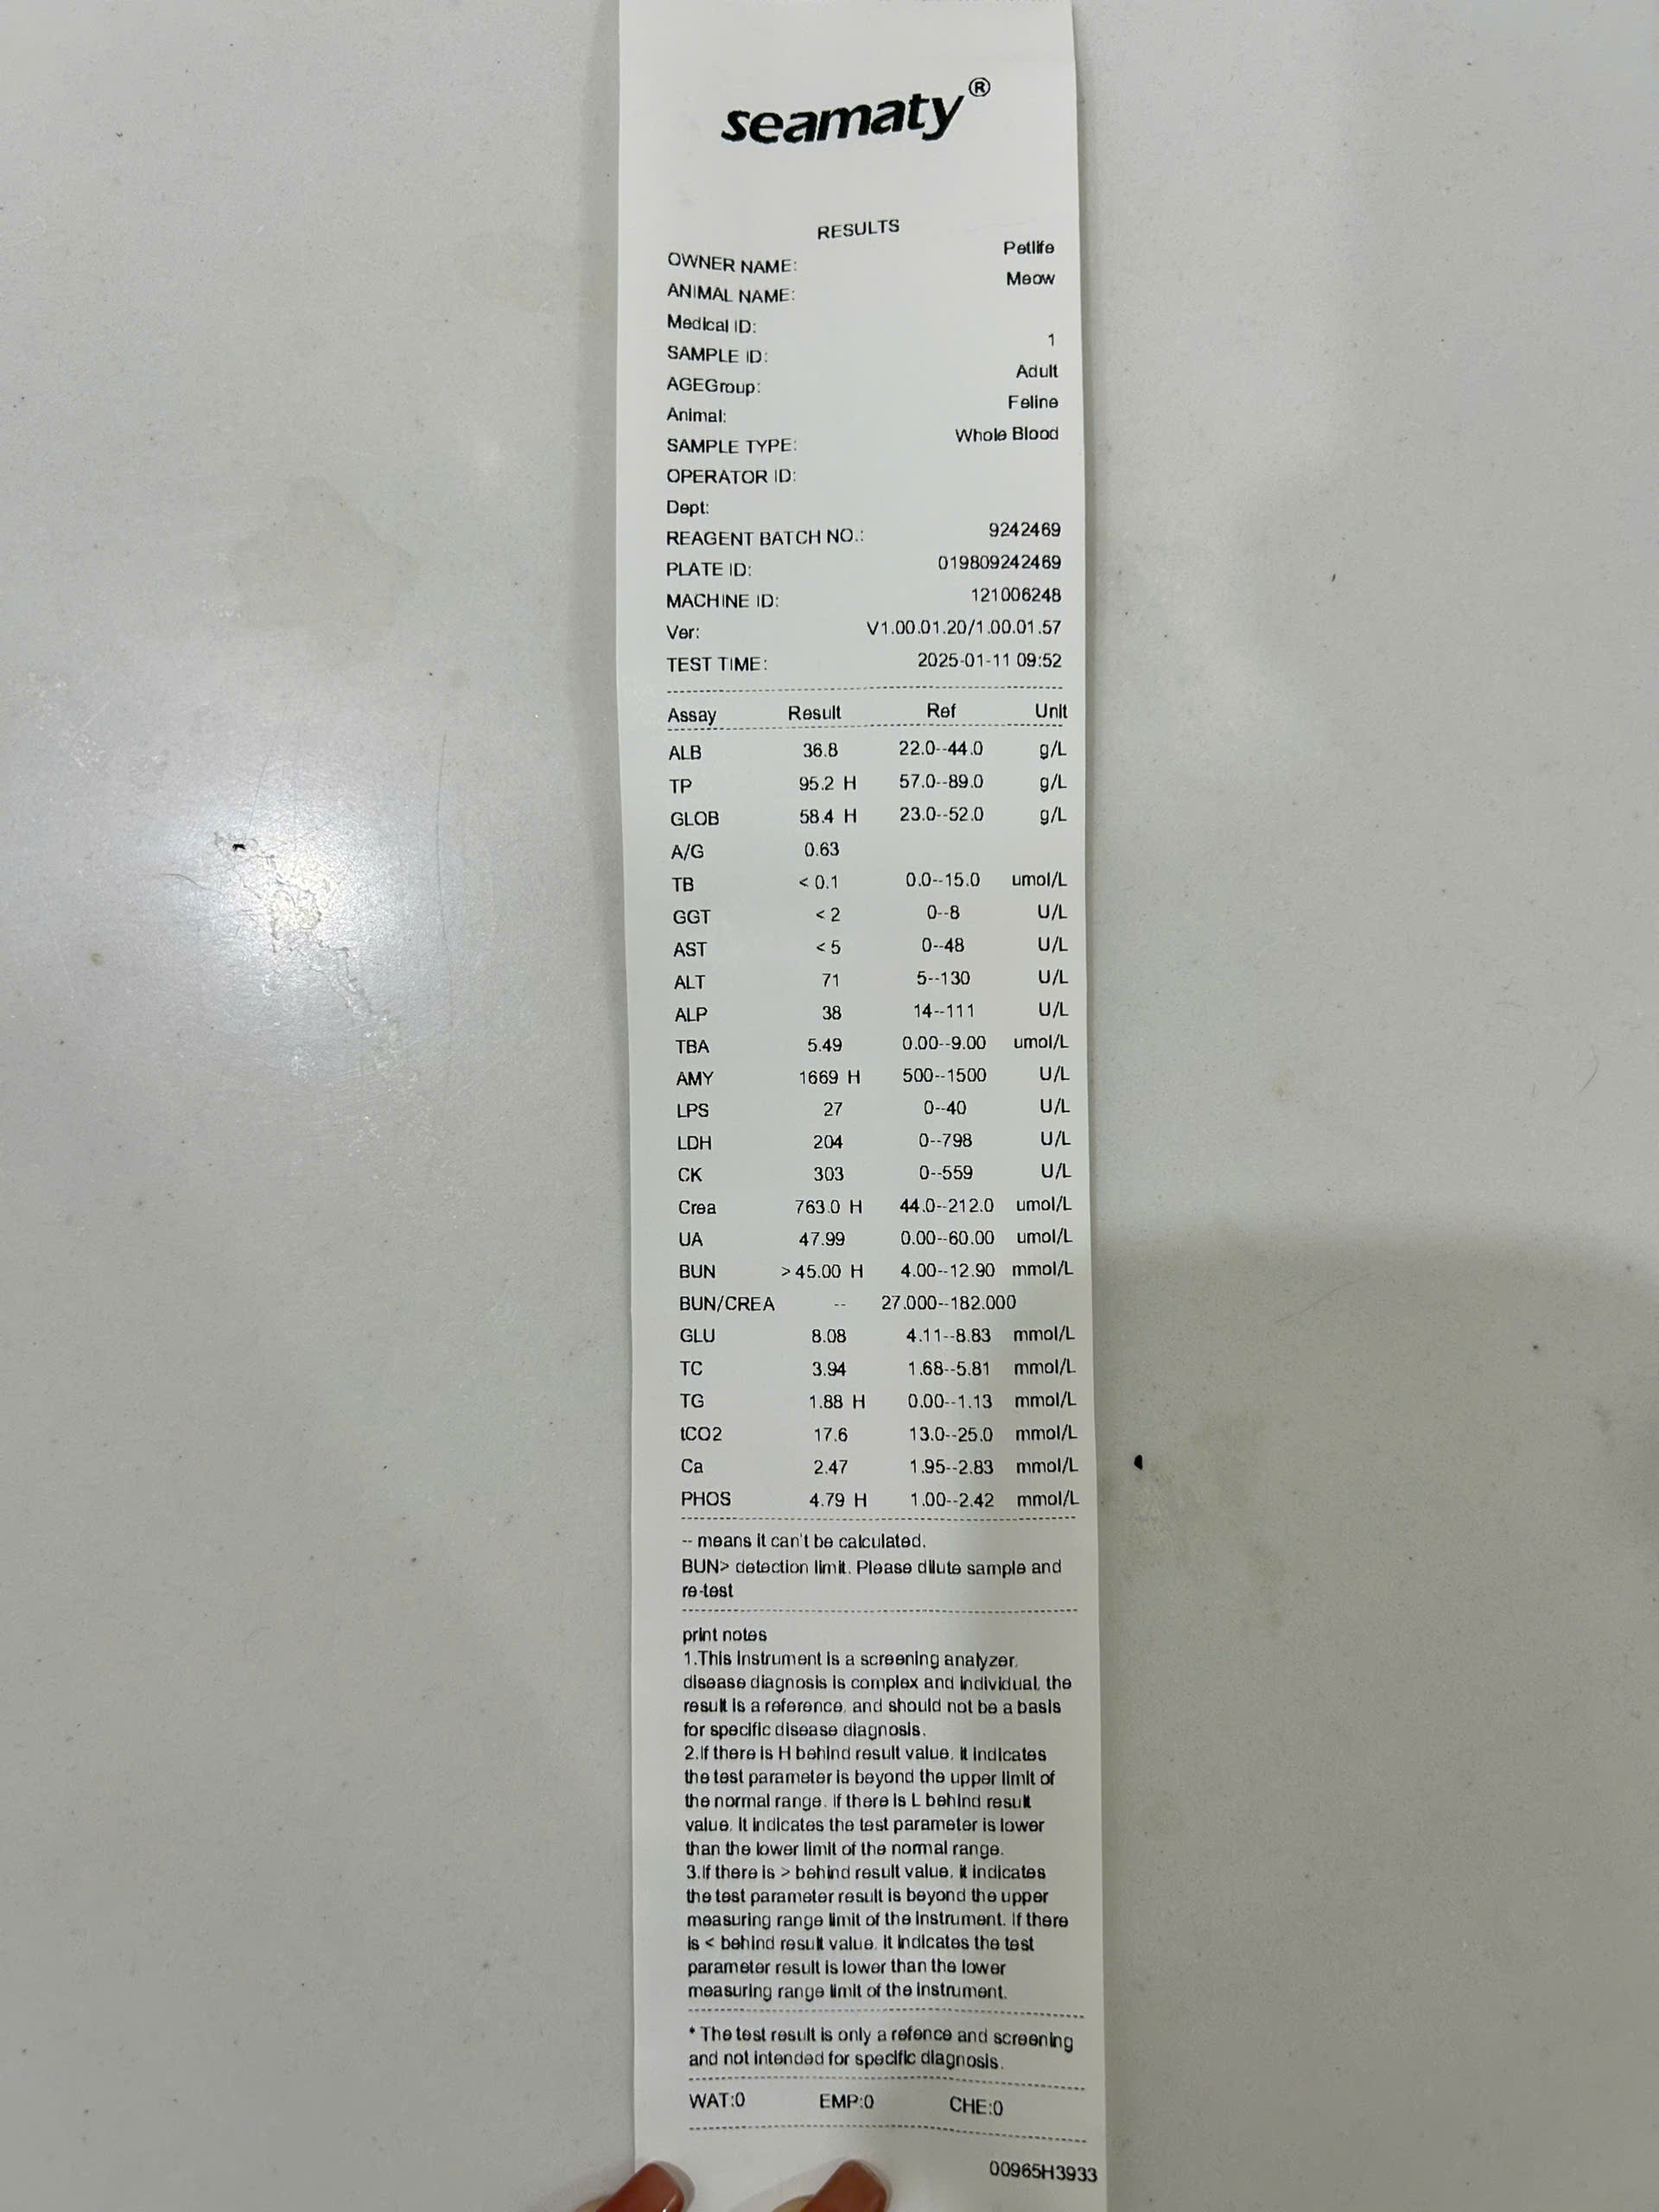 seamaty®
RESULTS
OWNER NAME: Petlife
ANIMAL NAME: Meow
Medical ID:
SAMPLE ID: 1
AGEGroup: Adult
Animal: Feline
SAMPLE TYPE: Whole Blood
OPERATOR ID:
Dept:
REAGENT BATCH NO.: 9242469
PLATE ID: 019809242469
MACHINE ID: 121006248
Ver: V1.00.01.20/1.00.01.57
TEST TIME: 2025-01-11 09:52
Assay Result Ref Unit
ALB 36.8 22.0--44.0 g/L
TP 95.2 H 57.0--89.0 g/L
GLOB 58.4 H 23.0--52.0 g/L
A/G 0.63
TB < 0.1 0.0--15.0 umol/L
GGT < 2 0--8 U/L
AST < 5 0--48 U/L
ALT 71 5--130 U/L
ALP 38 14--111 U/L
TBA 5.49 0.00--9.00 umol/L
AMY 1669 H 500--1500 U/L
LPS 27 0--40 U/L
LDH 204 0--798 U/L
CK 303 0--559 U/L
Crea 763.0 H 44.0--212.0 umol/L
UA 47.99 0.00--60.00 umol/L
BUN > 45.00 H 4.00--12.90 mmol/L
BUN/CREA -- 27.000--182.000
GLU 8.08 4.11--8.83 mmol/L
TC 3.94 1.68--5.81 mmol/L
TG 1.88 H 0.00--1.13 mmol/L
tCO2 17.6 13.0--25.0 mmol/L
Ca 2.47 1.95--2.83 mmol/L
PHOS 4.79 H 1.00--2.42 mmol/L
-- means it can't be calculated.
BUN> detection limit. Please dilute sample and
re-test
print notes
1.This instrument is a screening analyzer,
disease diagnosis is complex and individual, the
result is a reference, and should not be a basis
for specific disease diagnosis.
2.If there is H behind result value, it indicates
the test parameter is beyond the upper limit of
the normal range. If there is L behind result
value, it indicates the test parameter is lower
than the lower limit of the normal range.
3.If there is > behind result value, it indicates
the test parameter result is beyond the upper
measuring range limit of the instrument. If there
is < behind result value, it indicates the test
parameter result is lower than the lower
measuring range limit of the instrument.
* The test result is only a refence and screening
and not intended for specific diagnosis.
WAT:0 EMP:0 CHE:0
00965H3933